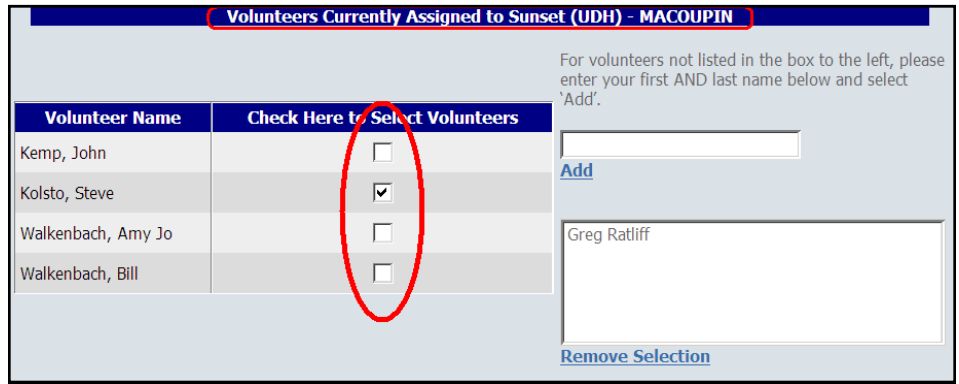 Volunteers Currently Assigned to Sunset (UDH) - MACOUPIN
For volunteers not listed in the box to the left, please
enter your first AND last name below and select
`Add'.
Volunteer Name Check Here to Select Volunteers
Kemp, John
Kolsto, Steve
Walkenbach, Amy Jo
Walkenbach, Bill
Add
Greg Ratliff
Remove Selection